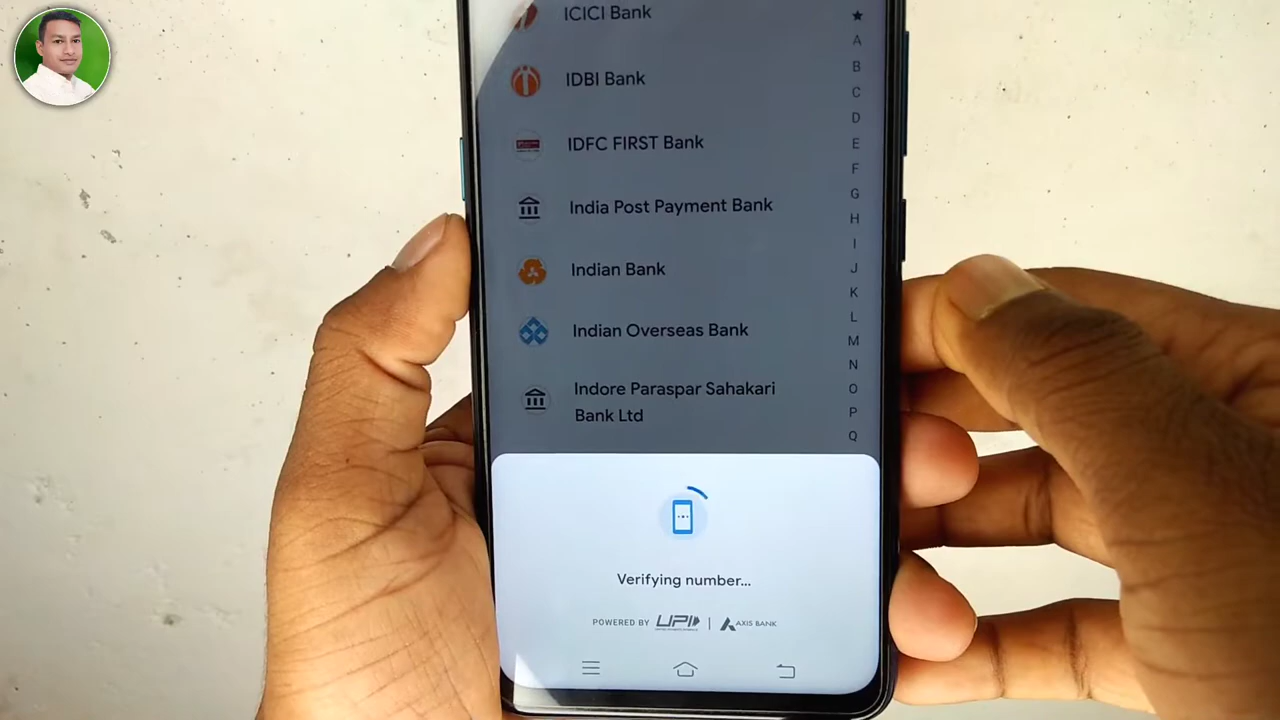 ICICI Bank
IDBI Bank
IDFC FIRST Bank
India Post Payment Bank
Indian Bank
Indian Overseas Bank
Indore Paraspar Sahakari
Bank Ltd
★
A
B
C
D
E
F
G
H
I
J
K
L
M
N
O
P
Q
Verifying number...
POWERED BY UPI | AXIS BANK